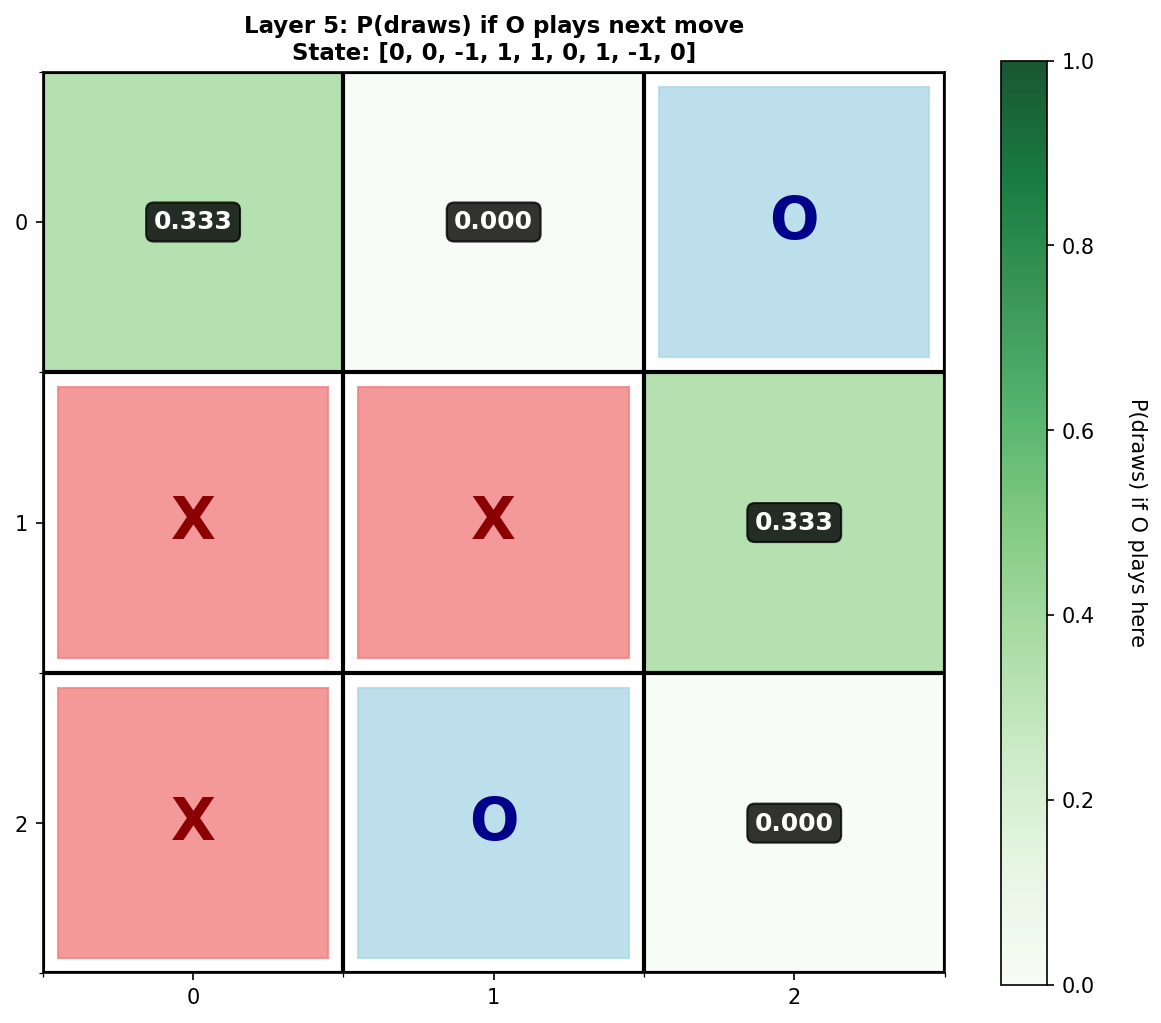 Layer 5: P(draws) if O plays next move
State: [0, 0, -1, 1, 1, 0, 1, -1, 0]
0
0.333
0.000
O
1
X
X
0.333
2
X
O
0.000
0
1
2
1.0
0.8
0.6
0.4
0.2
0.0
P(draws) if O plays here